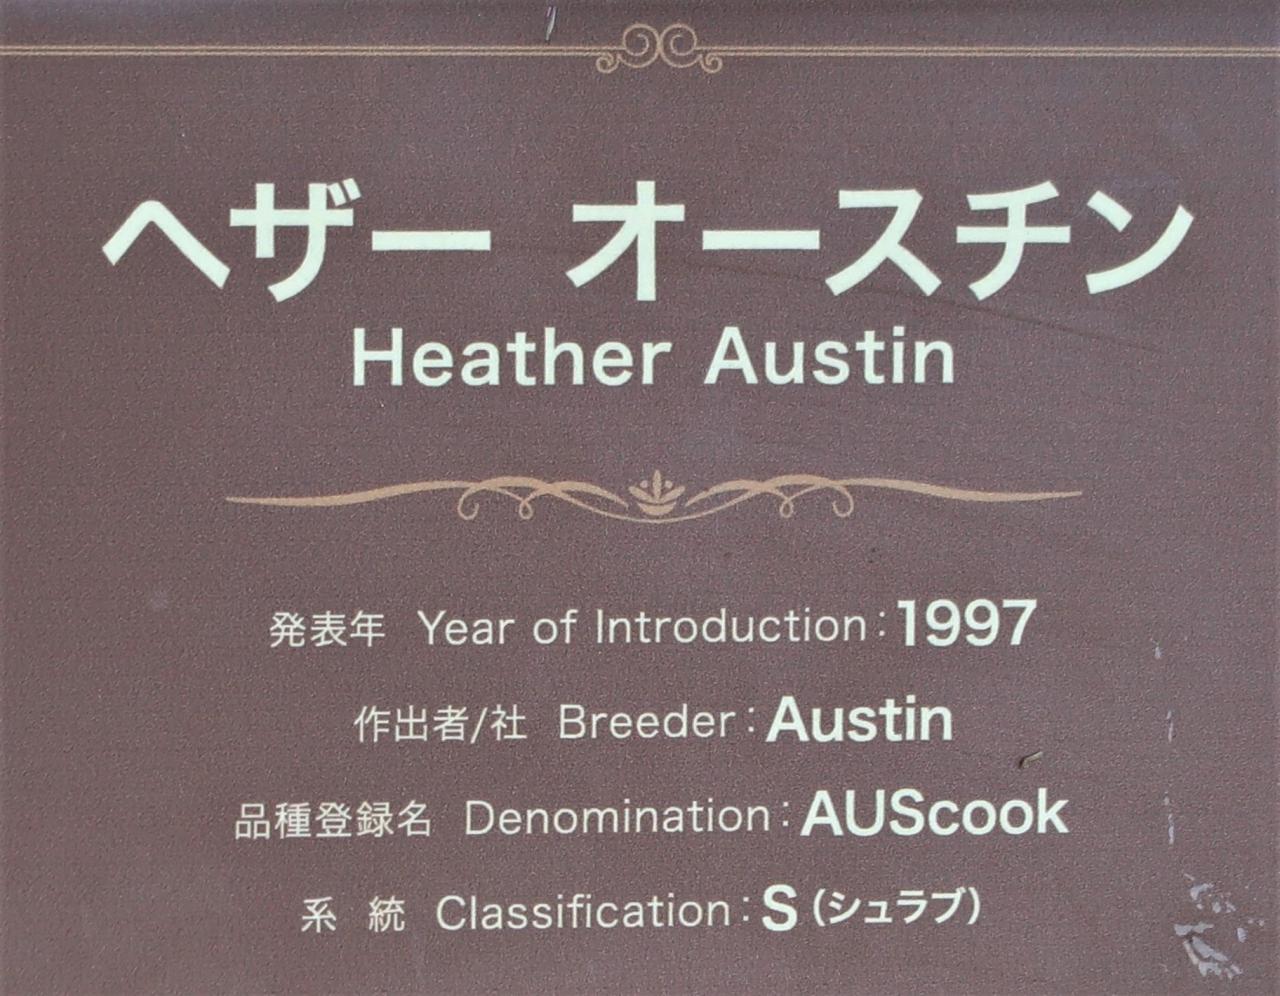 ヘザー オースチン
Heather Austin
発表年 Year of Introduction：1997
作出者/社 Breeder：Austin
品種登録名 Denomination：AUScook
系 統 Classification：S（シュラブ）